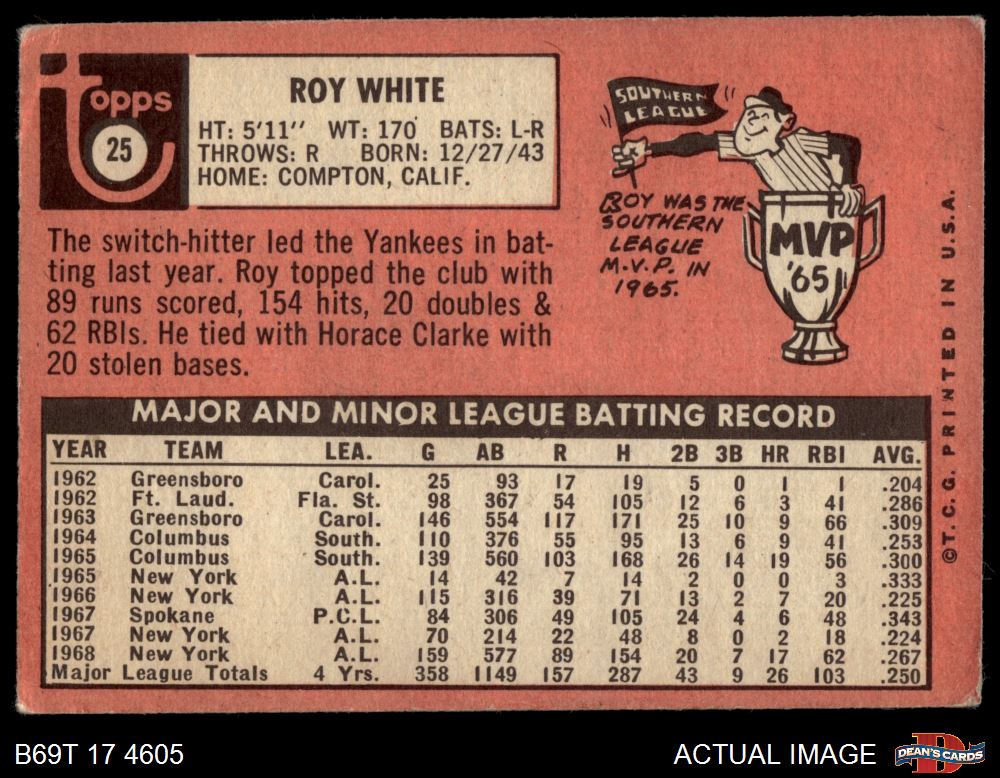 Topps
25
ROY WHITE
HT: 5'11" WT: 170 BATS: L-R
THROWS: R BORN: 12/27/43
HOME: COMPTON, CALIF.
The switch-hitter led the Yankees in bat-
ting last year. Roy topped the club with
89 runs scored, 154 hits, 20 doubles &
62 RBIs. He tied with Horace Clarke with
20 stolen bases.
SOUTHERN
LEAGUE
ROY WAS THE
SOUTHERN
LEAGUE
M.V.P. IN
1965.
MVP
'65
©T.C.G. PRINTED IN U.S.A.
MAJOR AND MINOR LEAGUE BATTING RECORD
YEAR TEAM LEA. G AB R H 2B 3B HR RBI AVG.
1962 Greensboro Carol. 25 93 17 19 5 0 1 1 .204
1962 Ft. Laud. Fla. St. 98 367 54 105 12 6 3 41 .286
1963 Greensboro Carol. 146 554 117 171 25 10 9 66 .309
1964 Columbus South. 110 376 55 95 13 6 9 41 .253
1965 Columbus South. 139 560 103 168 26 14 19 56 .300
1965 New York A.L. 14 42 7 14 2 0 0 3 .333
1966 New York A.L. 115 316 39 71 13 2 7 20 .225
1967 Spokane P.C.L. 84 306 49 105 24 4 6 48 .343
1967 New York A.L. 70 214 22 48 8 0 2 18 .224
1968 New York A.L. 159 577 89 154 20 7 17 62 .267
Major League Totals 4 Yrs. 358 1149 157 287 43 9 26 103 .250
B69T 17 4605
ACTUAL IMAGE
DEAN'S CARDS